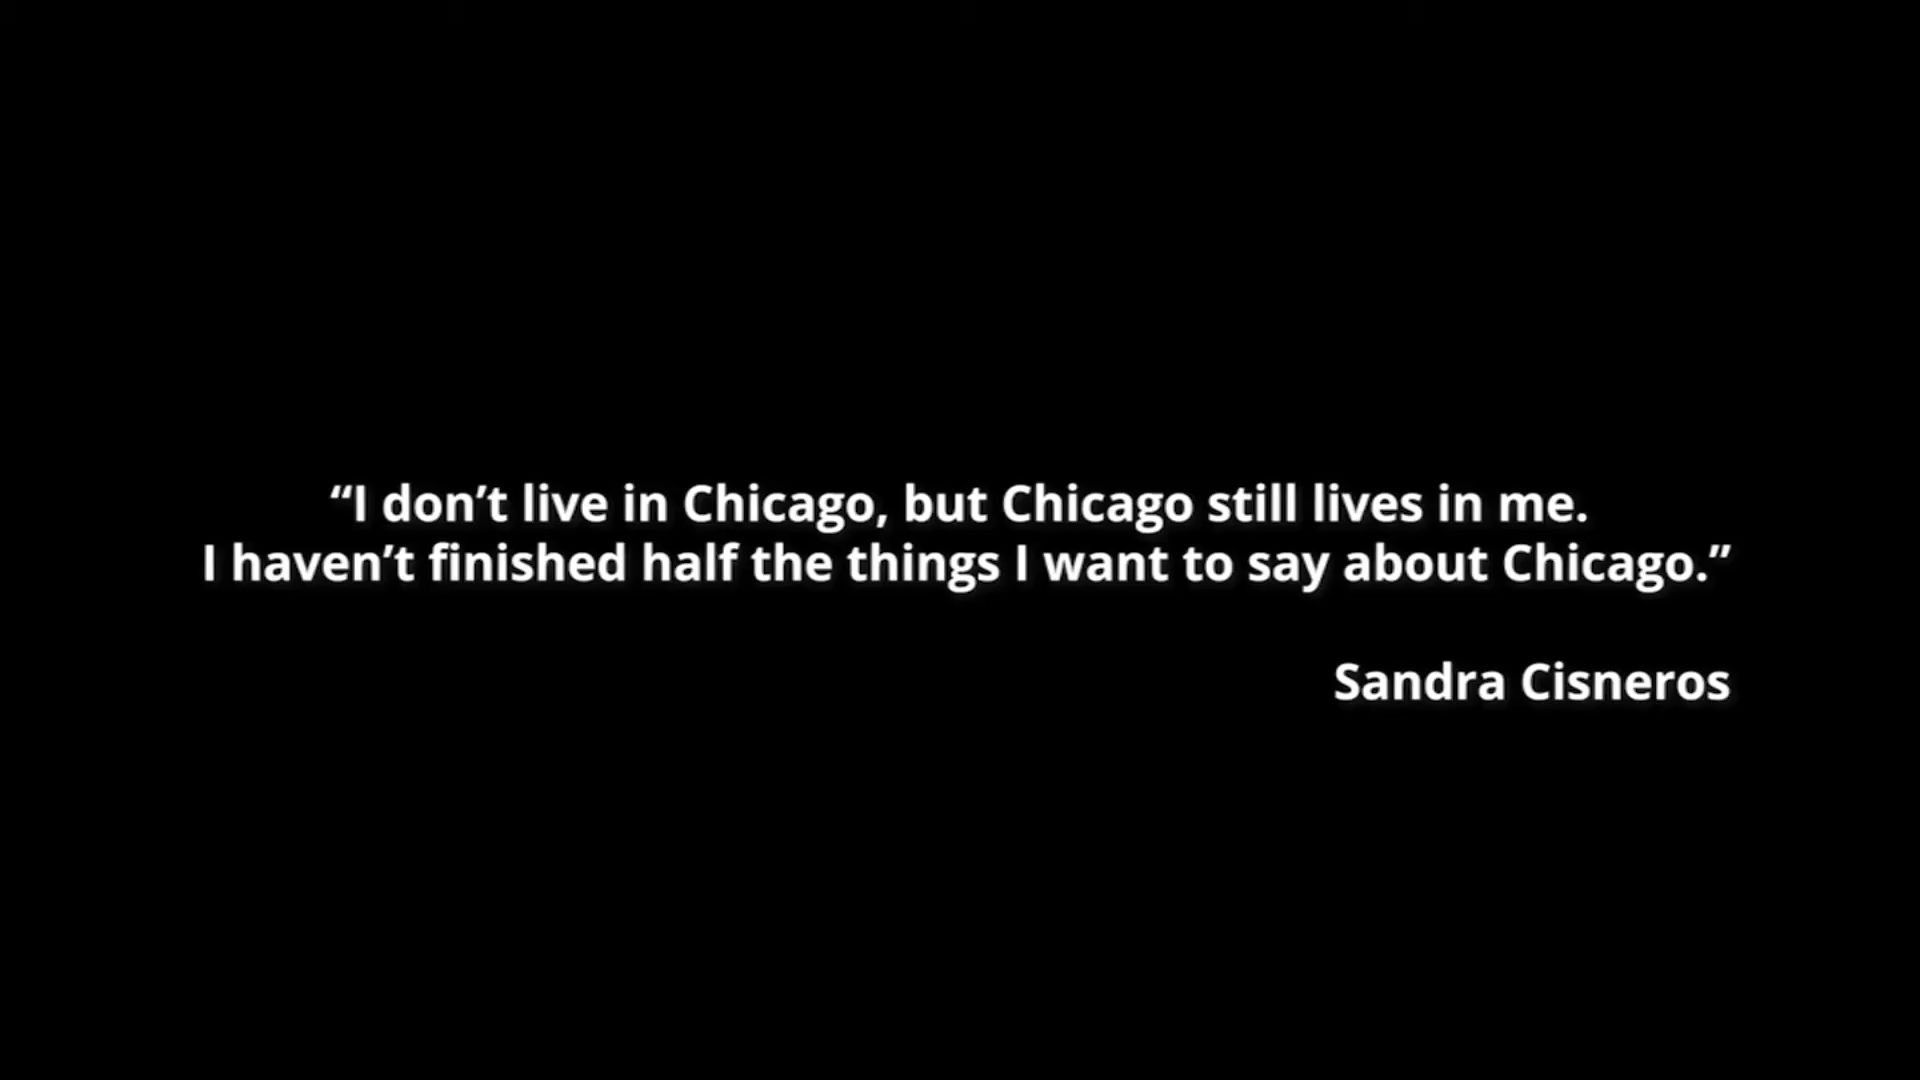 “I don’t live in Chicago, but Chicago still lives in me.
I haven’t finished half the things I want to say about Chicago.”
Sandra Cisneros